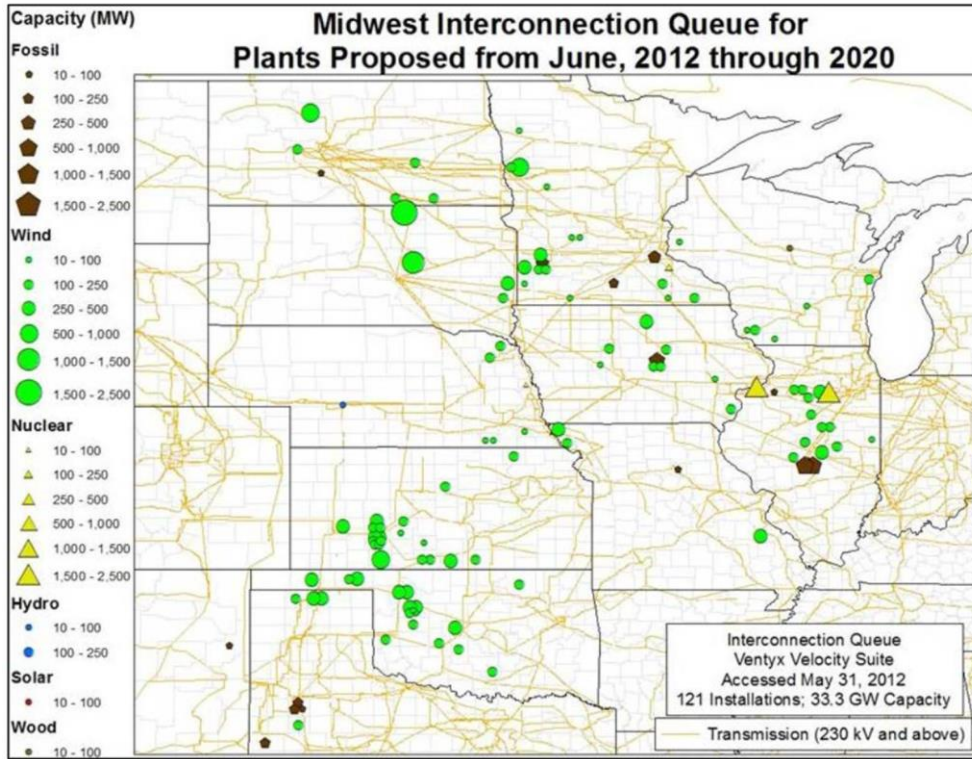 Midwest Interconnection Queue for
Plants Proposed from June, 2012 through 2020
Capacity (MW)
Fossil
10 - 100
100 - 250
250 - 500
500 - 1,000
1,000 - 1,500
1,500 - 2,500
Wind
10 - 100
100 - 250
250 - 500
500 - 1,000
1,000 - 1,500
1,500 - 2,500
Nuclear
10 - 100
100 - 250
250 - 500
500 - 1,000
1,000 - 1,500
1,500 - 2,500
Hydro
10 - 100
100 - 250
Solar
10 - 100
Wood
10 - 100
Interconnection Queue
Ventyx Velocity Suite
Accessed May 31, 2012
121 Installations; 33.3 GW Capacity
Transmission (230 kV and above)